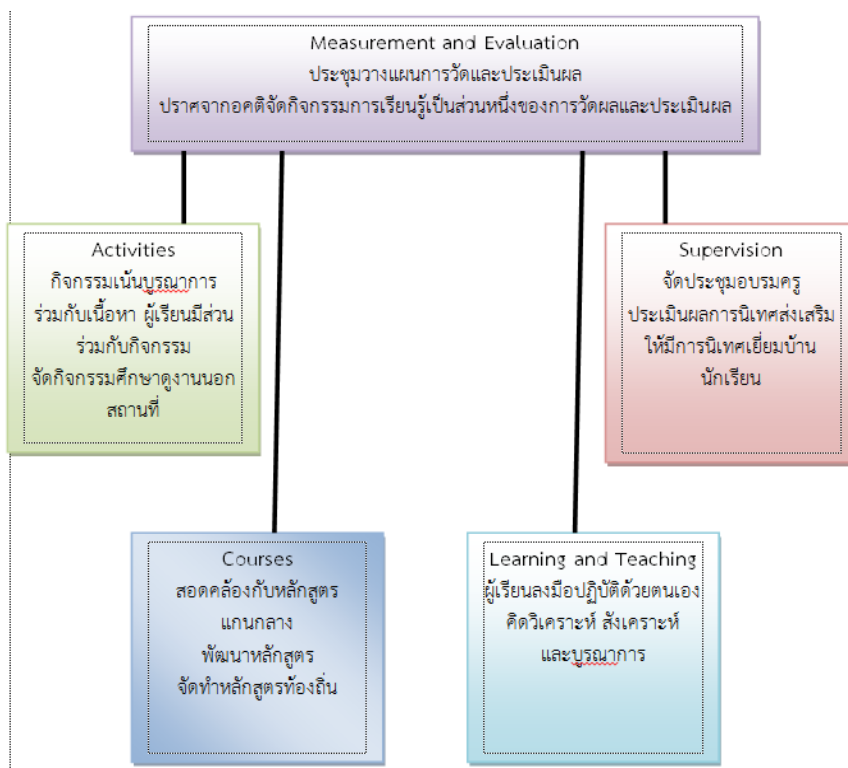 Measurement and Evaluation
ประชุมวางแผนการวัดและประเมินผล
ปราศจากอคติจัดกิจกรรมการเรียนรู้เป็นส่วนหนึ่งของการวัดผลและประเมินผล
Activities
กิจกรรมเน้นบูรณาการ
ร่วมกับเนื้อหา ผู้เรียนมีส่วน
ร่วมกับกิจกรรม
จัดกิจกรรมศึกษาดูงานนอก
สถานที่
Supervision
จัดประชุมอบรมครู
ประเมินผลการนิเทศส่งเสริม
ให้มีการนิเทศเยี่ยมบ้าน
นักเรียน
Courses
สอดคล้องกับหลักสูตร
แกนกลาง
พัฒนาหลักสูตร
จัดทำหลักสูตรท้องถิ่น
Learning and Teaching
ผู้เรียนลงมือปฏิบัติด้วยตนเอง
คิดวิเคราะห์ สังเคราะห์
และบูรณาการ